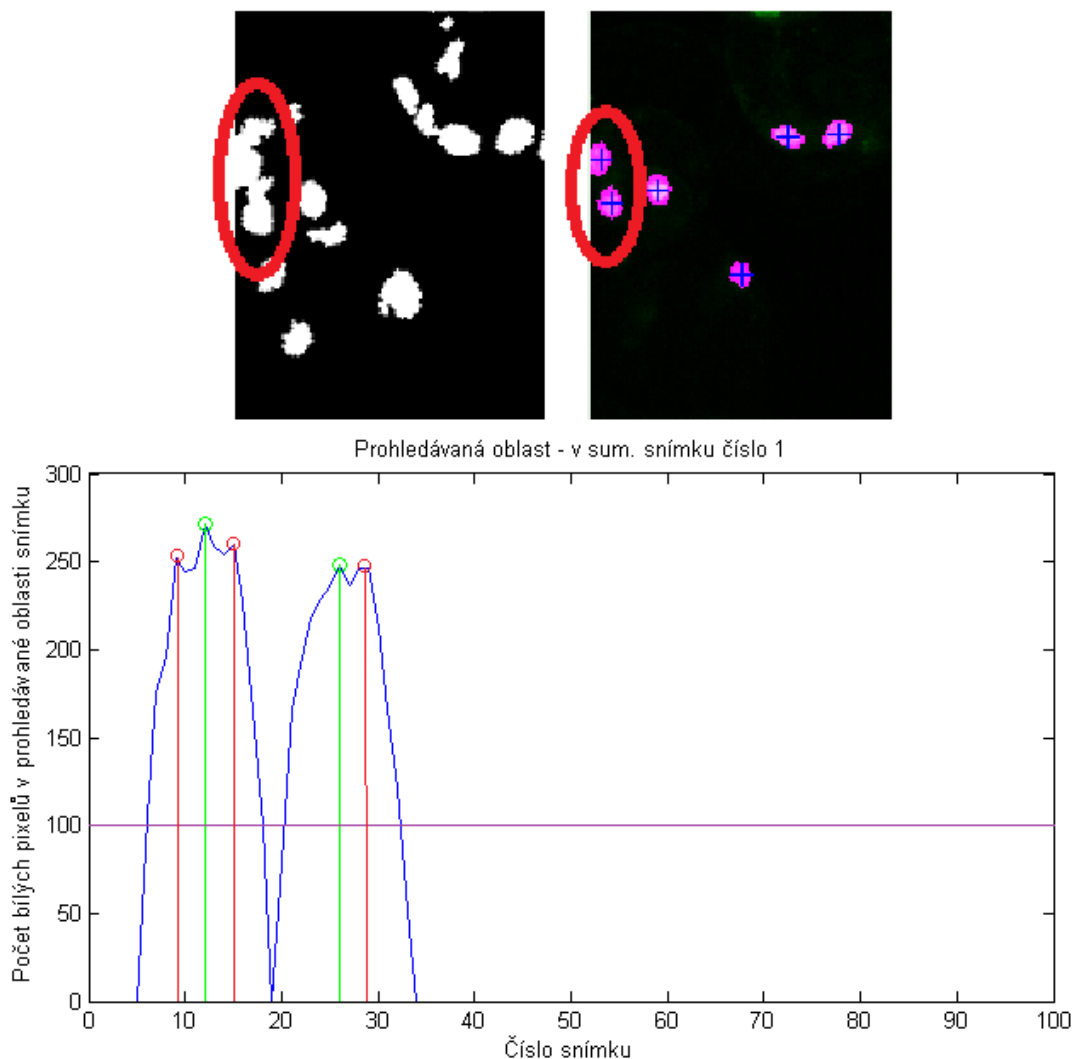 Prohledávaná oblast - v sum. snímku číslo 1
300
250
200
150
100
50
0
Počet bílých pixelů v prohledávané oblasti snímku
0 10 20 30 40 50 60 70 80 90 100
Číslo snímku